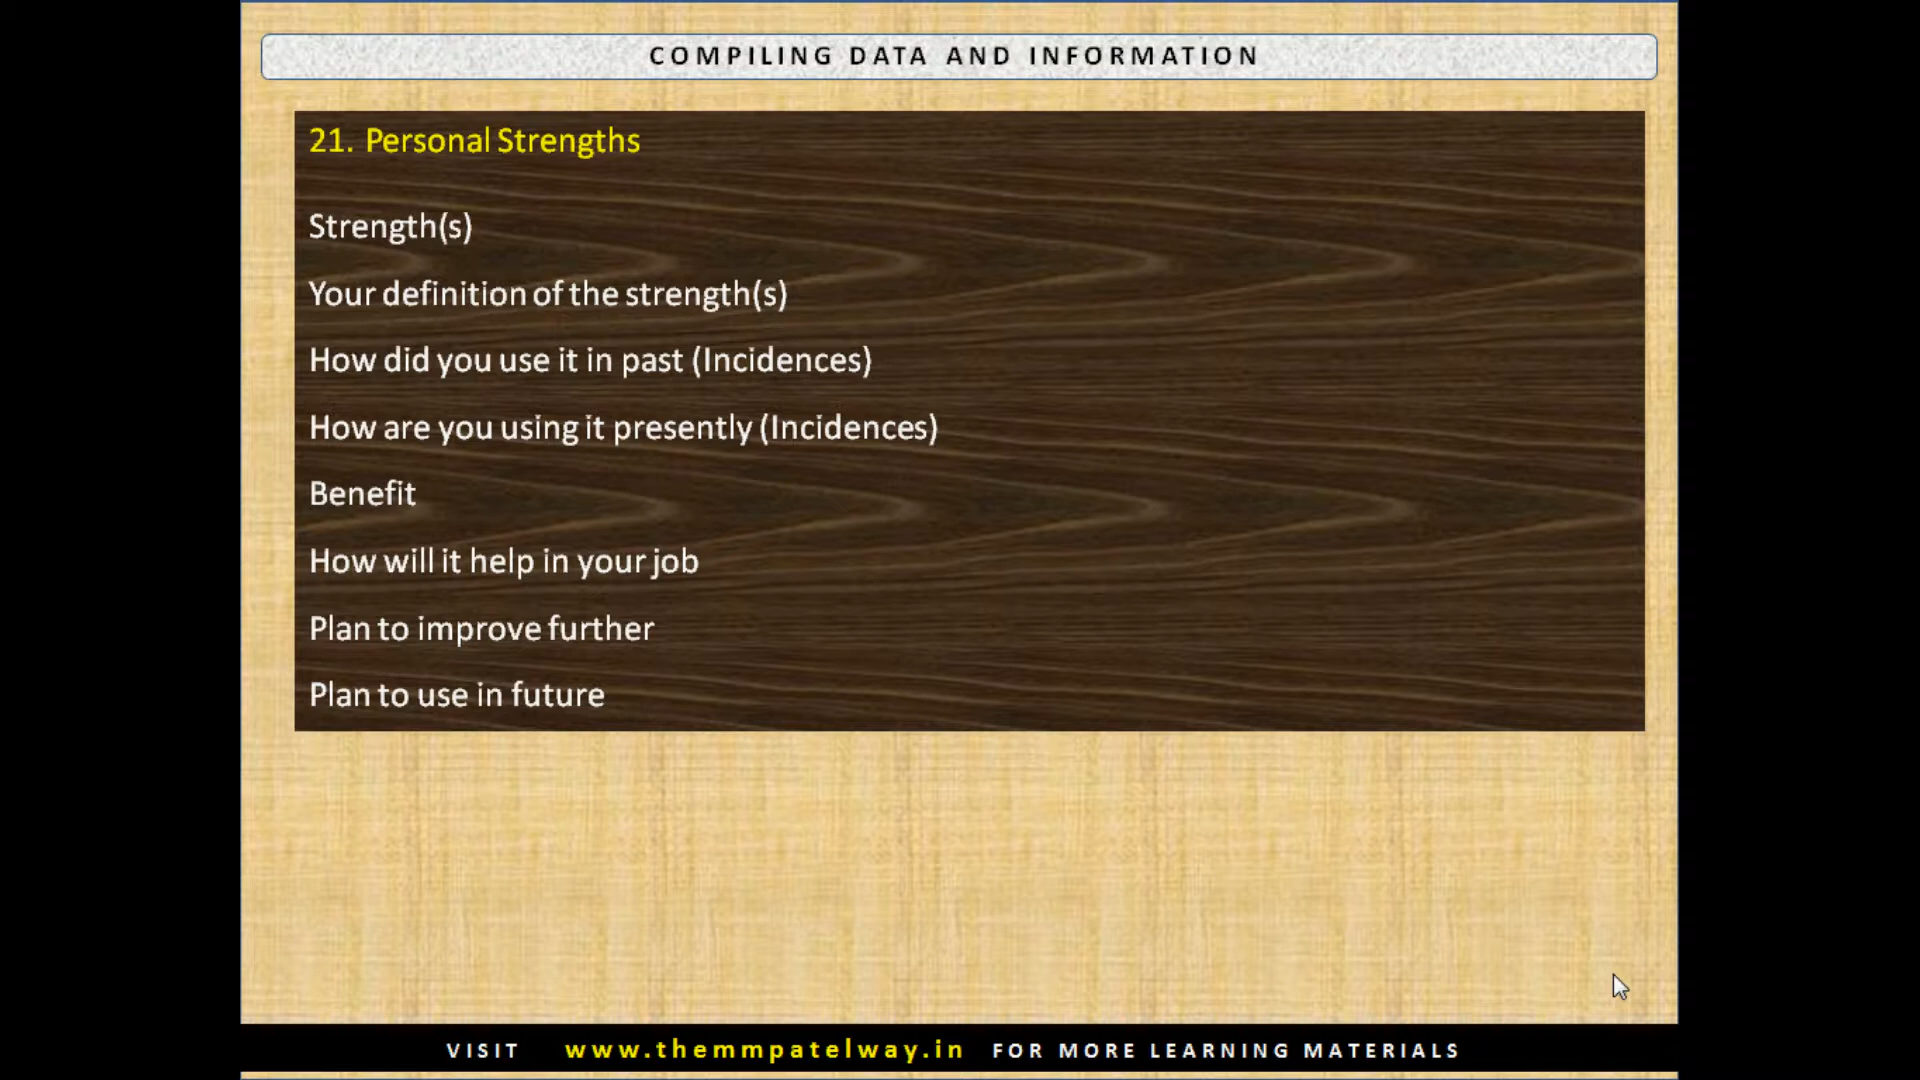 COMPILING DATA AND INFORMATION
21. Personal Strengths
Strength(s)
Your definition of the strength(s)
How did you use it in past (Incidences)
How are you using it presently (Incidences)
Benefit
How will it help in your job
Plan to improve further
Plan to use in future
VISIT www.themmpatelway.in FOR MORE LEARNING MATERIALS